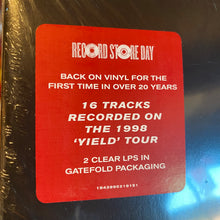 RECORD STORE DAY
BACK ON VINYL FOR THE
FIRST TIME IN OVER 20 YEARS
16 TRACKS
RECORDED ON
THE 1998
'YIELD' TOUR
2 CLEAR LPS IN
GATEFOLD PACKAGING